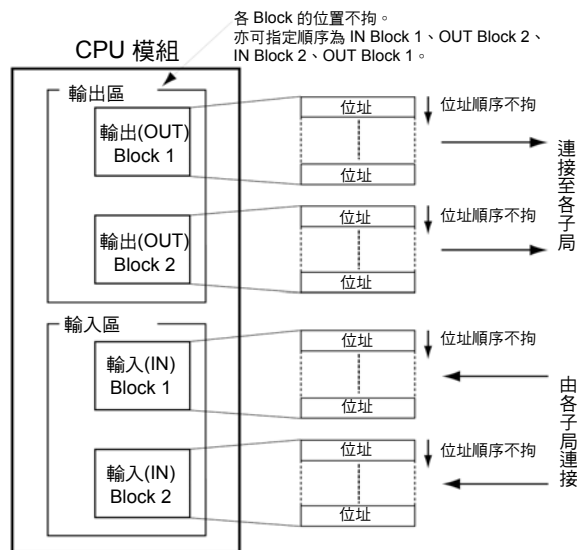 各 Block 的位置不拘。
亦可指定順序為 IN Block 1、OUT Block 2、
IN Block 2、OUT Block 1。
CPU 模組
輸出區
輸出(OUT)
Block 1
位址
位址
位址順序不拘
輸出(OUT)
Block 2
位址
位址
位址順序不拘
連接至各子局
輸入區
輸入(IN)
Block 1
位址
位址
位址順序不拘
輸入(IN)
Block 2
位址
位址
位址順序不拘
由各子局連接